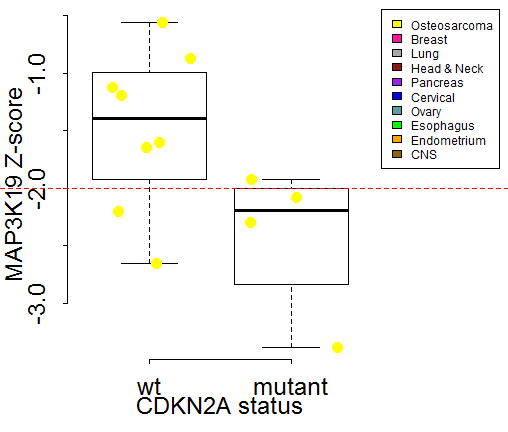 MAP3K19 Z-score
-1.0
-2.0
-3.0
wt mutant
CDKN2A status
Osteosarcoma
Breast
Lung
Head & Neck
Pancreas
Cervical
Ovary
Esophagus
Endometrium
CNS